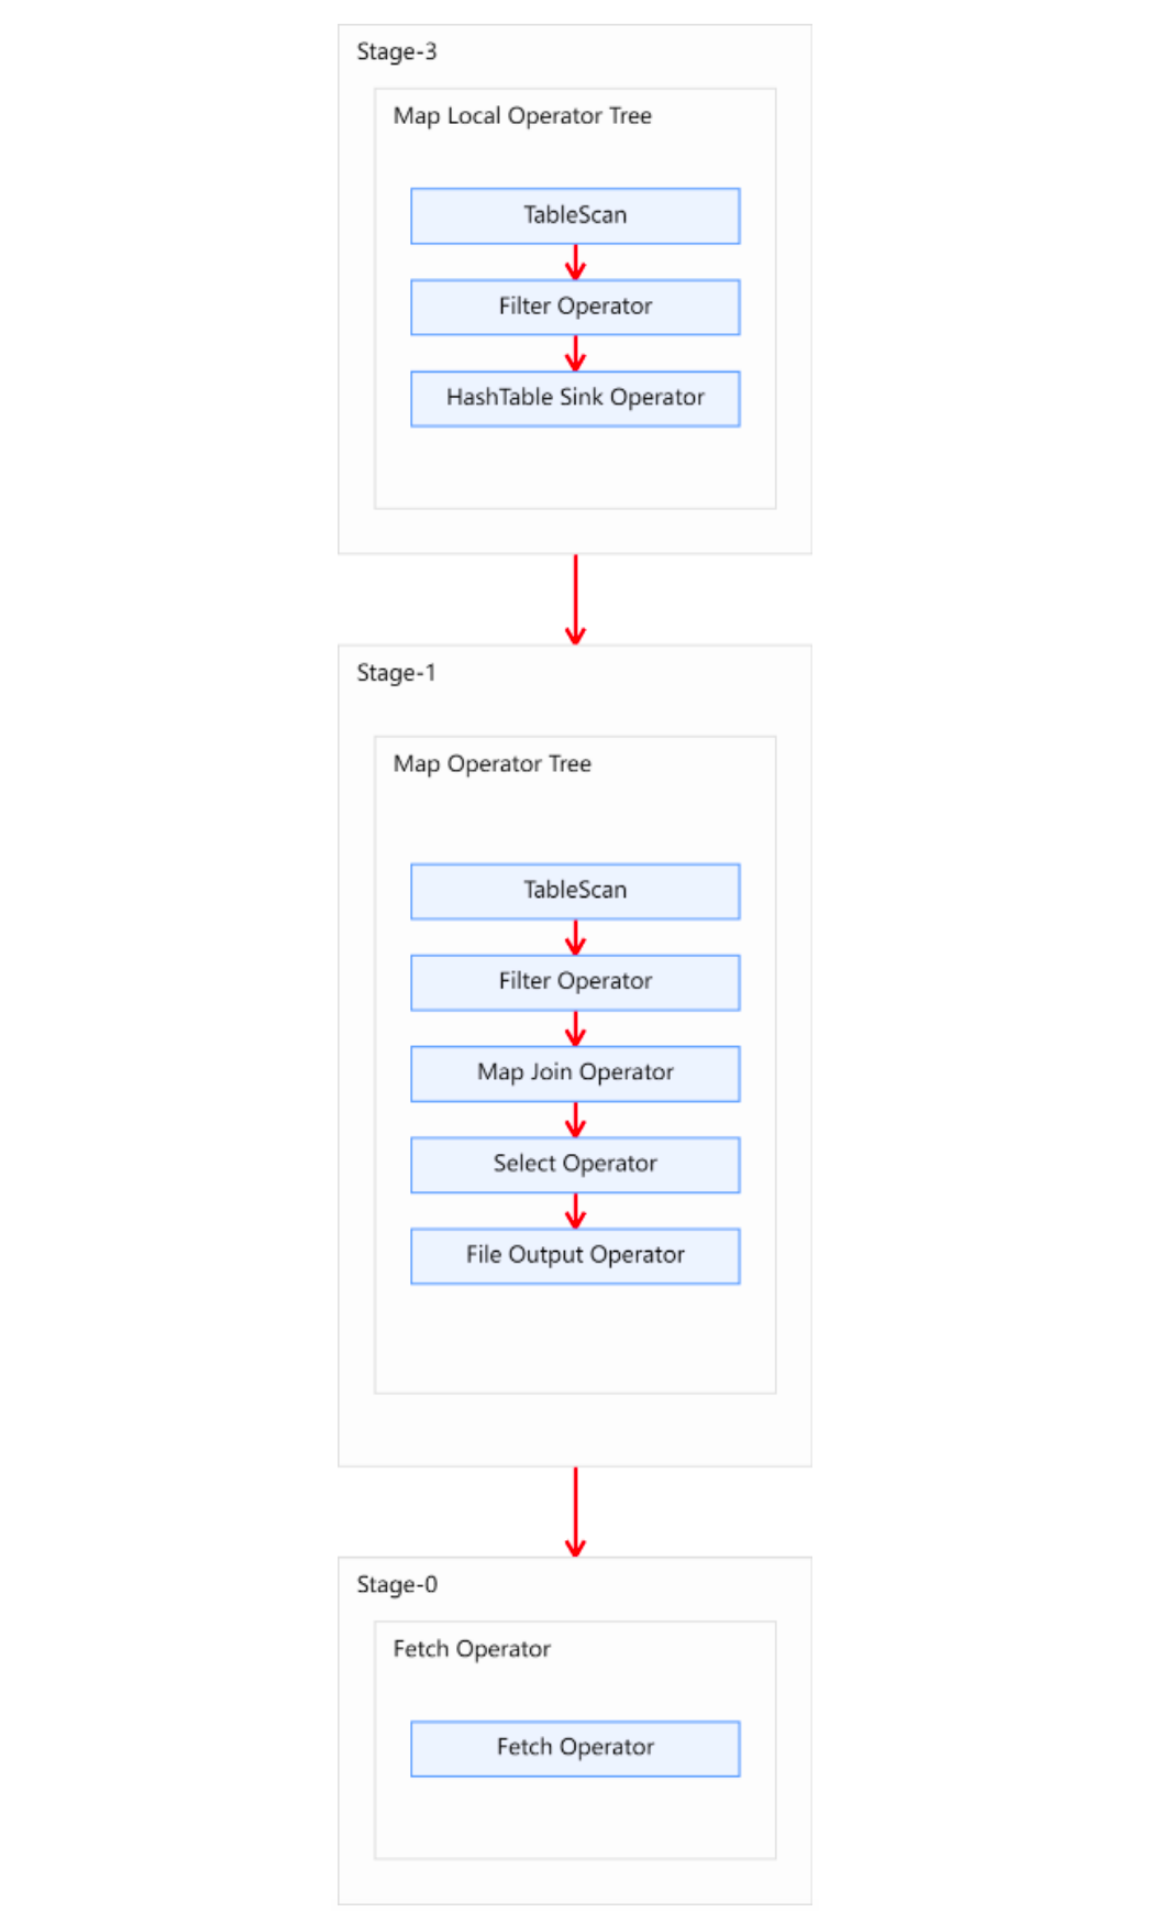 Stage-3
Map Local Operator Tree
TableScan
Filter Operator
HashTable Sink Operator
Stage-1
Map Operator Tree
TableScan
Filter Operator
Map Join Operator
Select Operator
File Output Operator
Stage-0
Fetch Operator
Fetch Operator